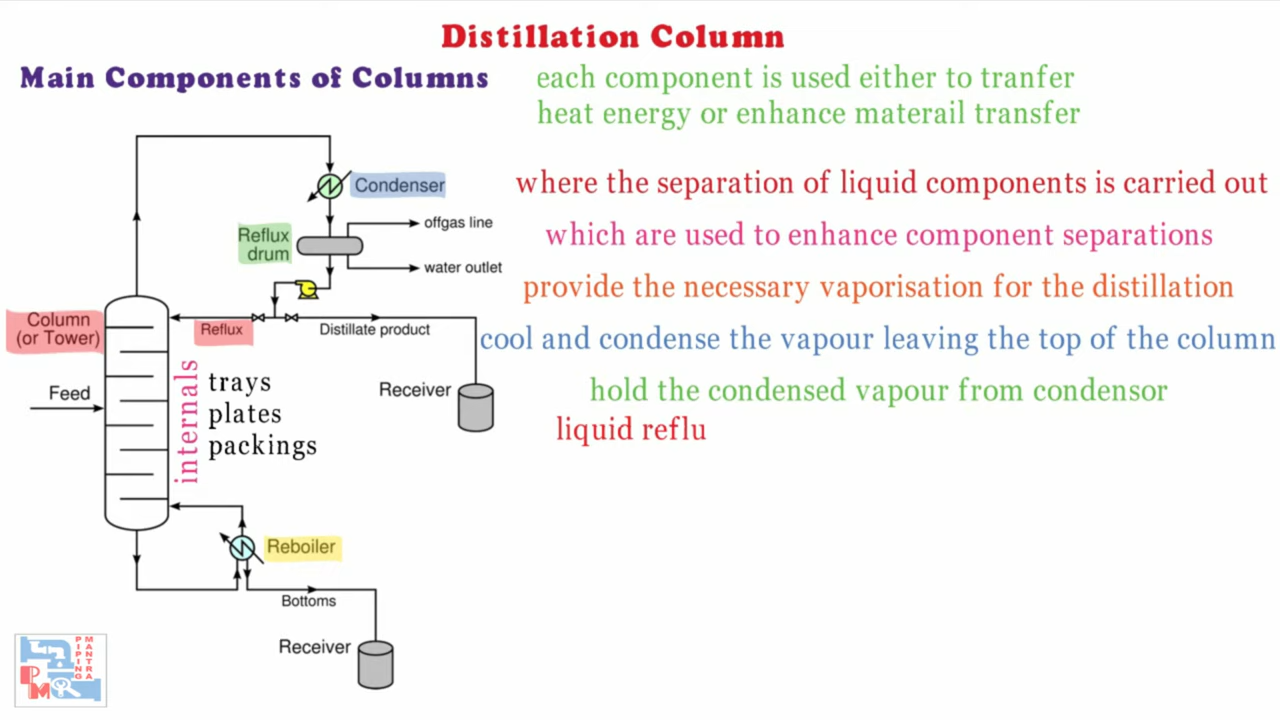 Distillation Column
Main Components of Columns
each component is used either to tranfer
heat energy or enhance materail transfer
Condenser
where the separation of liquid components is carried out
offgas line
Reflux
drum
which are used to enhance component separations
water outlet
provide the necessary vaporisation for the distillation
Column
(or Tower)
Reflux
Distillate product
cool and condense the vapour leaving the top of the column
internals
trays
plates
packings
Feed
Receiver
hold the condensed vapour from condensor
liquid reflu
Reboiler
Bottoms
Receiver
PIPING
MANTRA
PM